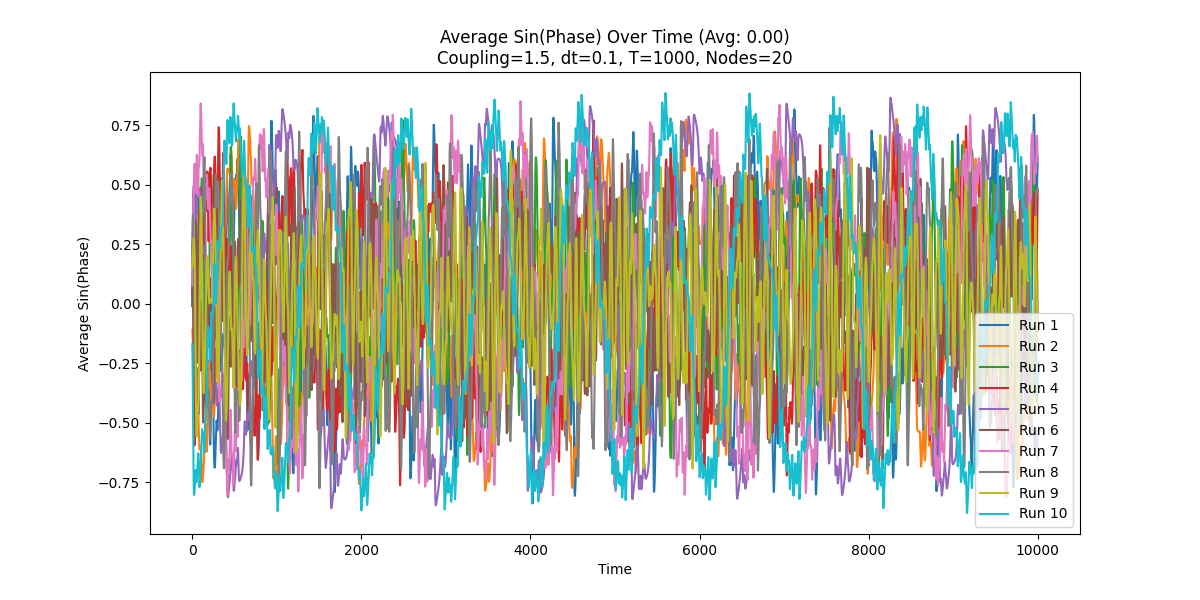 Average Sin(Phase) Over Time (Avg: 0.00)
Coupling=1.5, dt=0.1, T=1000, Nodes=20
Average Sin(Phase)
0.75
0.50
0.25
0.00
−0.25
−0.50
−0.75
0
2000
4000
6000
8000
10000
Time
Run 1
Run 2
Run 3
Run 4
Run 5
Run 6
Run 7
Run 8
Run 9
Run 10